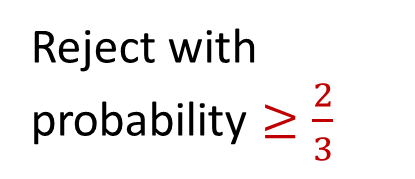 Reject with
probability ≥ 2/3